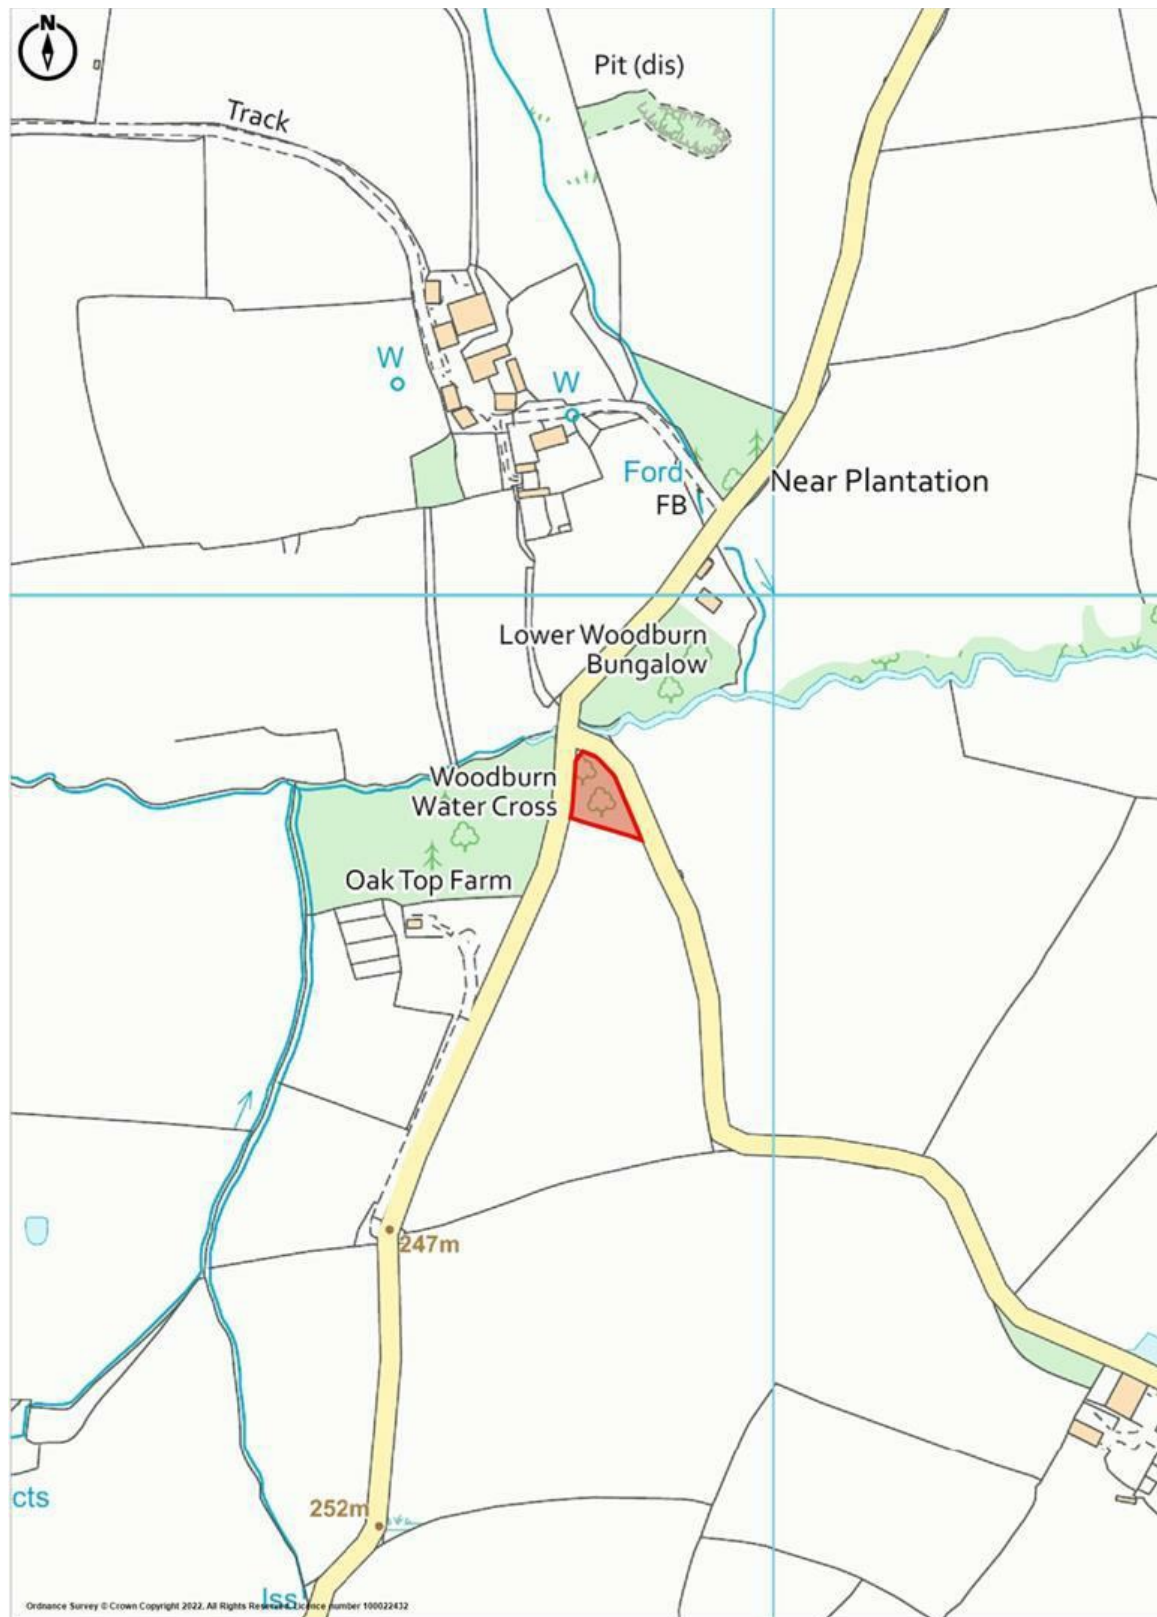 N
Pit (dis)
Track
W
W
Ford
FB
Near Plantation
Lower Woodburn
Bungalow
Woodburn
Water Cross
Oak Top Farm
247m
cts
252m
Iss
Ordnance Survey © Crown Copyright 2022. All Rights Reserved. Licence number 100022432